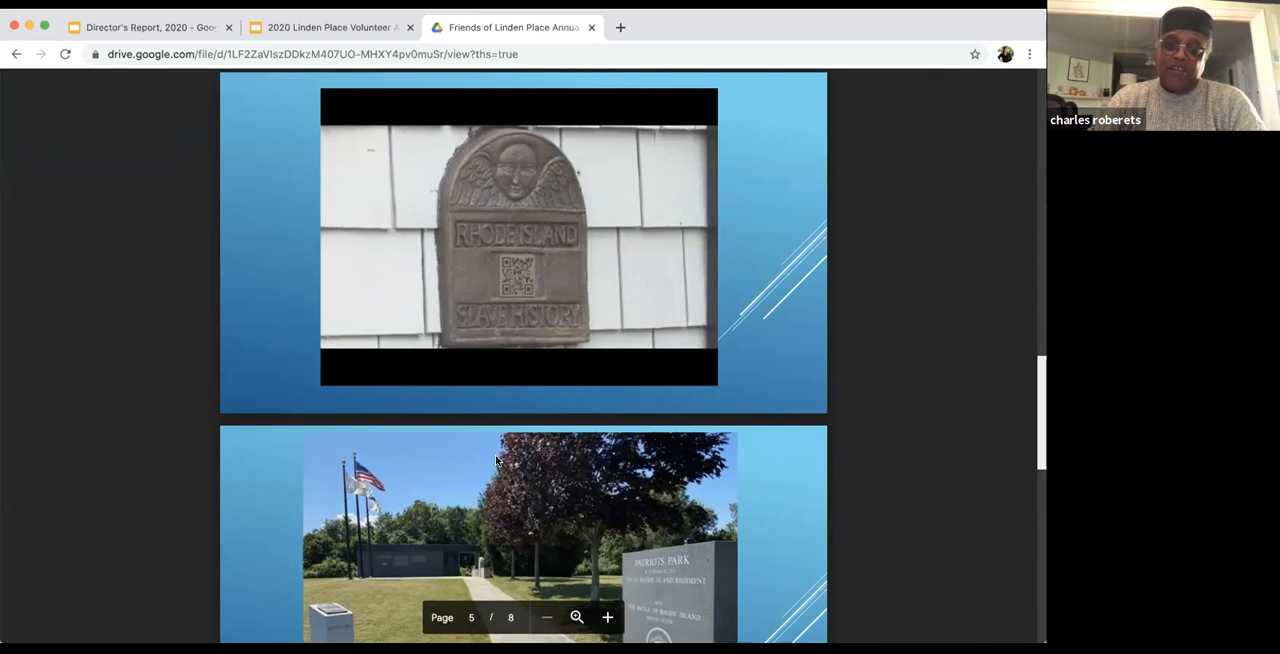 Director's Report, 2020 - Goo
2020 Linden Place Volunteer A
Friends of Linden Place Annua
drive.google.com/file/d/1LF2ZaVIszDDkzM407UO-MHXY4pv0muSr/view?ths=true
charles roberets
RHODE ISLAND
SLAVE HISTORY
PATRIOTS PARK
Page 5 / 8